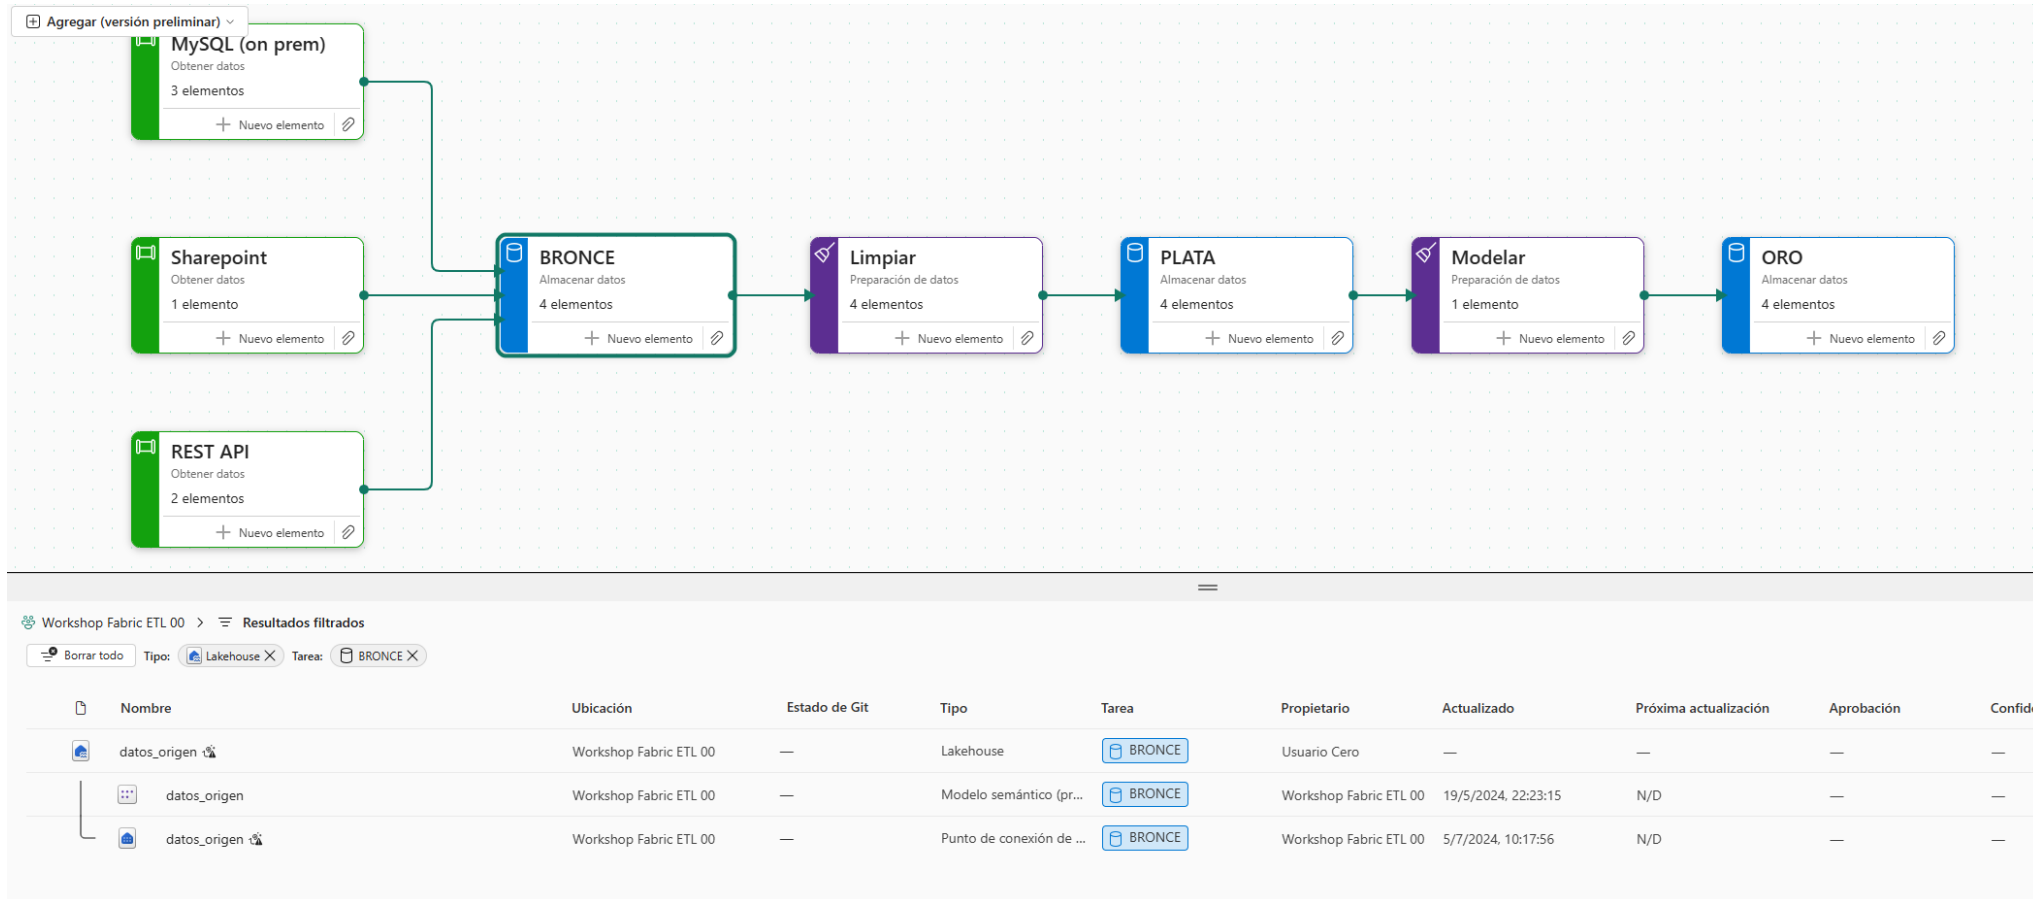 Agregar (versión preliminar)
MySQL (on prem)
Obtener datos
3 elementos
Nuevo elemento
Sharepoint
Obtener datos
1 elemento
Nuevo elemento
BRONCE
Almacenar datos
4 elementos
Nuevo elemento
Limpiar
Preparación de datos
4 elementos
Nuevo elemento
PLATA
Almacenar datos
4 elementos
Nuevo elemento
Modelar
Preparación de datos
1 elemento
Nuevo elemento
ORO
Almacenar datos
4 elementos
Nuevo elemento
REST API
Obtener datos
2 elementos
Nuevo elemento
Workshop Fabric ETL 00 > Resultados filtrados
Borrar todo Tipo: Lakehouse Tarea: BRONCE
Nombre Ubicación Estado de Git Tipo Tarea Propietario Actualizado Próxima actualización Aprobación Confid
datos_origen Workshop Fabric ETL 00 — Lakehouse BRONCE Usuario Cero — — — —
datos_origen Workshop Fabric ETL 00 — Modelo semántico (pr... BRONCE Workshop Fabric ETL 00 19/5/2024, 22:23:15 N/D — —
datos_origen Workshop Fabric ETL 00 — Punto de conexión de ... BRONCE Workshop Fabric ETL 00 5/7/2024, 10:17:56 N/D — —